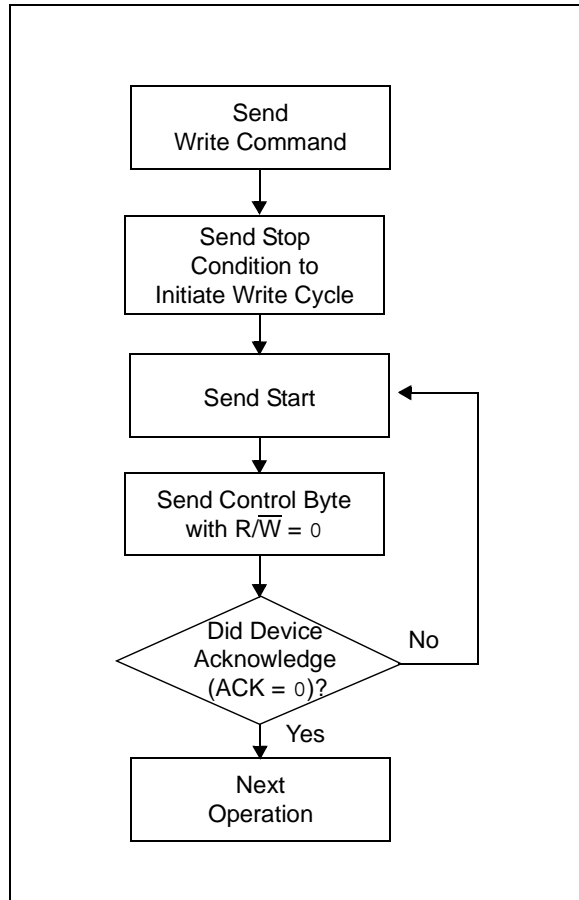 Send
Write Command
Send Stop
Condition to
Initiate Write Cycle
Send Start
Send Control Byte
with R/W̅ = 0
Did Device
Acknowledge
(ACK = 0)?
No
Yes
Next
Operation